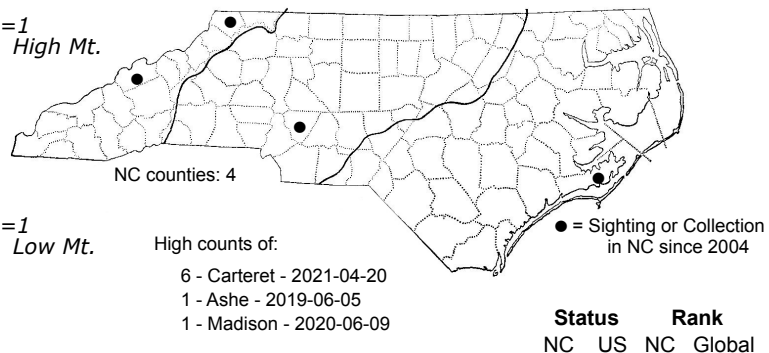 =1
High Mt.
NC counties: 4
=1
Low Mt.
High counts of:
6 - Carteret - 2021-04-20
1 - Ashe - 2019-06-05
1 - Madison - 2020-06-09
● = Sighting or Collection
in NC since 2004
Status Rank
NC US NC Global